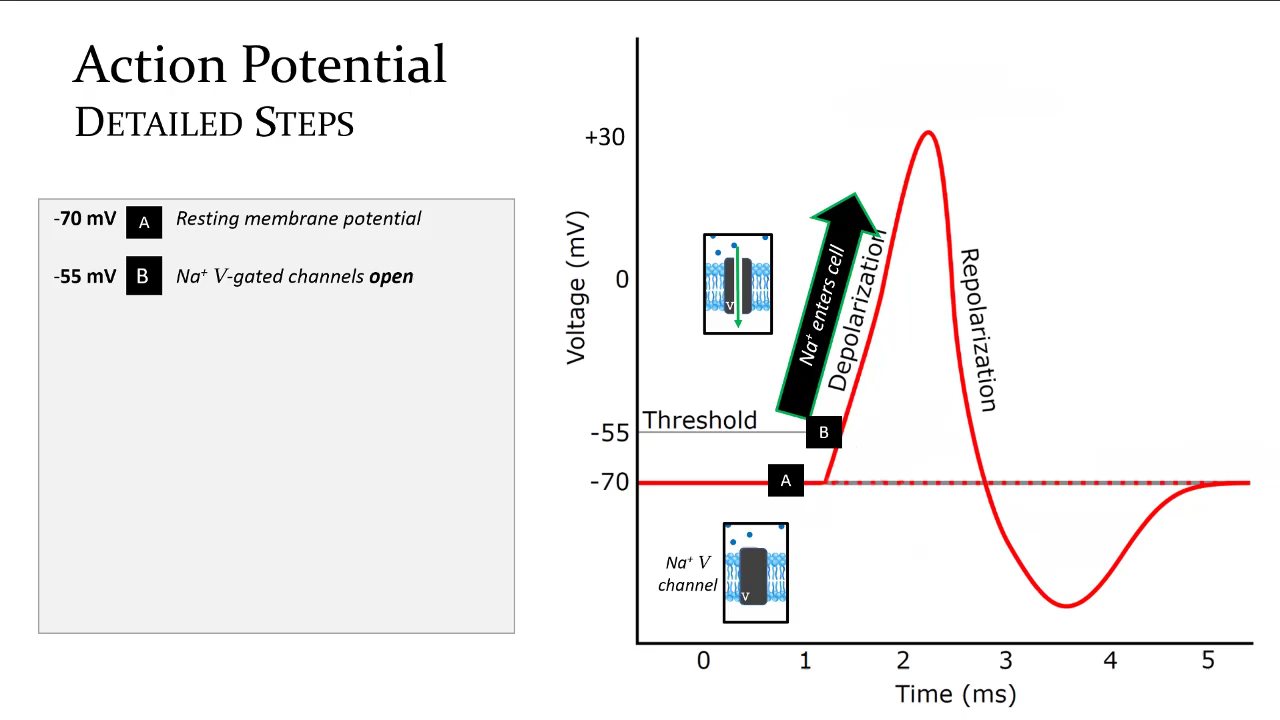 Action Potential
DETAILED STEPS
-70 mV A Resting membrane potential
-55 mV B Na⁺ V-gated channels open
+30
0
-55
-70
Voltage (mV)
Threshold
Na⁺ enters cell
Depolarization
Repolarization
V
B
A
Na⁺ V
channel
V
0 1 2 3 4 5
Time (ms)